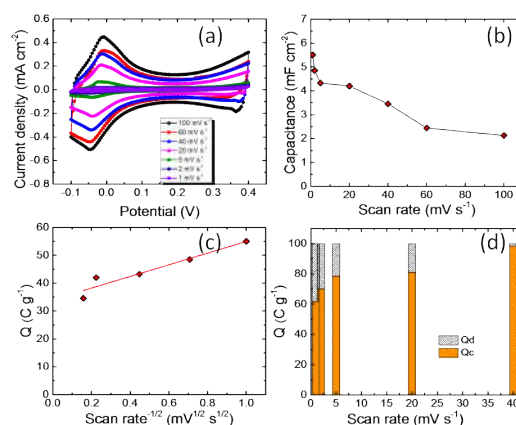 (a)
Current density (mA cm⁻²)
0.6
0.4
0.2
0.0
-0.2
-0.4
-0.6
-0.8
100 mV s⁻¹
60 mV s⁻¹
40 mV s⁻¹
20 mV s⁻¹
2 mV s⁻¹
1 mV s⁻¹
-0.1 0.0 0.1 0.2 0.3 0.4
Potential (V)
(b)
Capacitance (mF cm⁻²)
7
6
5
4
3
2
1
0
0 20 40 60 80 100
Scan rate (mV s⁻¹)
(c)
Q (C g⁻¹)
60
50
40
30
20
10
0
0.2 0.4 0.6 0.8 1.0
Scan rate⁻¹/² (mV¹/² s¹/²)
(d)
Q (C g⁻¹)
100
80
60
40
20
0
Qd
Qc
0 5 10 15 20 25 30 35 40
Scan rate (mV s⁻¹)